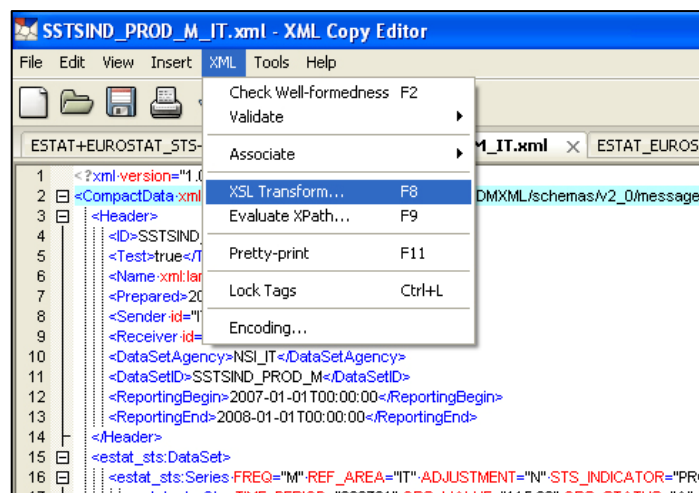 SSTSIND_PROD_M_IT.xml - XML Copy Editor
File Edit View Insert XML Tools Help
Check Well-formedness F2
Validate
Associate
XSL Transform... F8
Evaluate XPath... F9
Pretty-print F11
Lock Tags Ctrl+L
Encoding...
ESTAT+EUROSTAT_STS- M_IT.xml ESTAT_EUROS
1 <?xml·version="1.0
2 <CompactData·xml DMXML/schemas/v2_0/message
3 <Header>
4 <ID>SSTSIND_
5 <Test>true</T
6 <Name·xml:lan
7 <Prepared>20
8 <Sender·id="I
9 <Receiver·id=
10 <DataSetAgency>NSI_IT</DataSetAgency>
11 <DataSetID>SSTSIND_PROD_M</DataSetID>
12 <ReportingBegin>2007-01-01T00:00:00</ReportingBegin>
13 <ReportingEnd>2008-01-01T00:00:00</ReportingEnd>
14 </Header>
15 <estat_sts:DataSet>
16 <estat_sts:Series·FREQ="M"·REF_AREA="IT"·ADJUSTMENT="N"·STS_INDICATOR="PRO